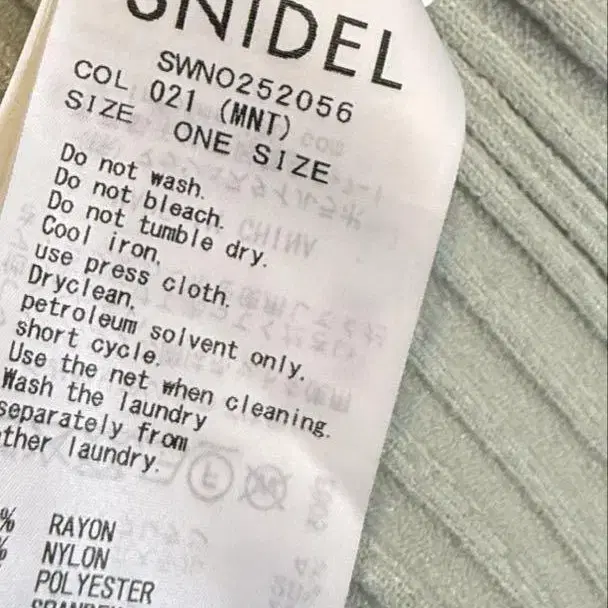 SNIDEL
SWNO252056
COL 021 (MNT)
SIZE ONE SIZE
Do not wash.
Do not bleach.
Do not tumble dry.
Cool iron,
use press cloth.
Dryclean,
petroleum solvent only.
short cycle.
Use the net when cleaning.
Wash the laundry
separately from
ther laundry.
% RAYON
% NYLON
POLYESTER